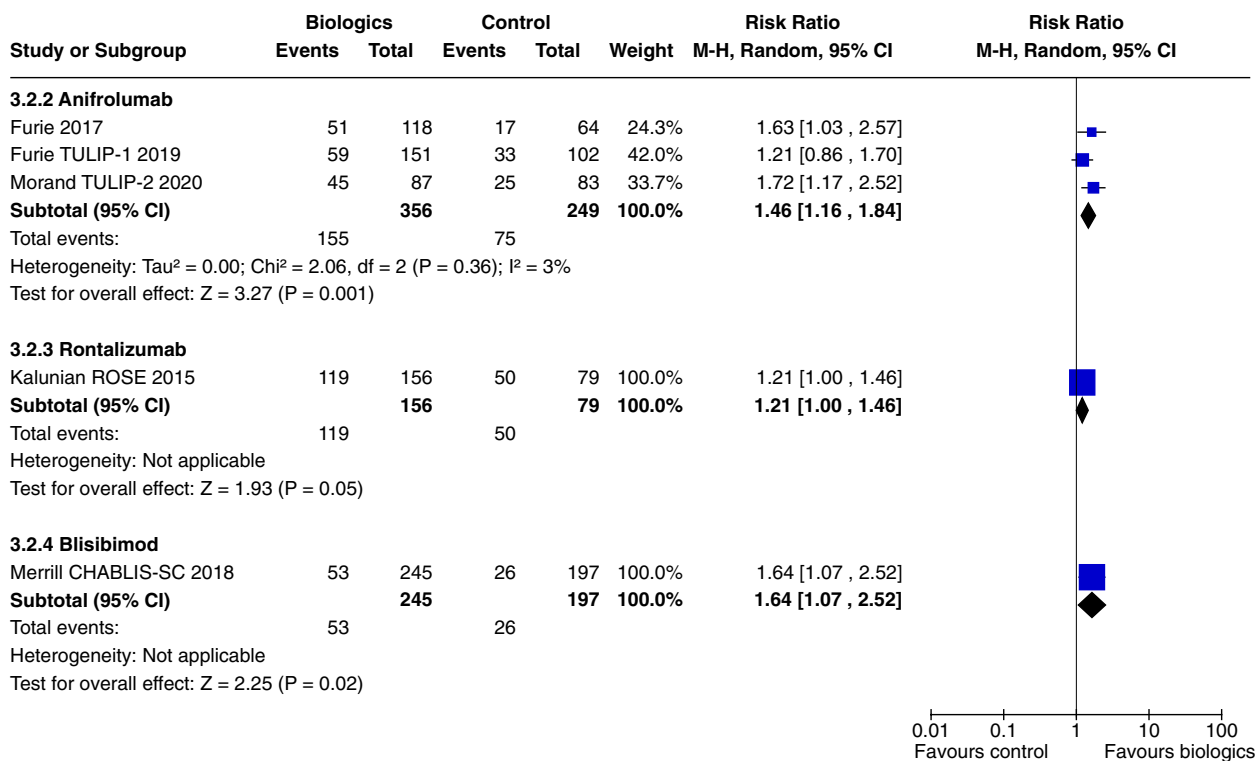 Biologics Control Risk Ratio Risk Ratio
Study or Subgroup Events Total Events Total Weight M-H, Random, 95% CI M-H, Random, 95% CI
3.2.2 Anifrolumab
Furie 2017 51 118 17 64 24.3% 1.63 [1.03 , 2.57]
Furie TULIP-1 2019 59 151 33 102 42.0% 1.21 [0.86 , 1.70]
Morand TULIP-2 2020 45 87 25 83 33.7% 1.72 [1.17 , 2.52]
Subtotal (95% CI) 356 249 100.0% 1.46 [1.16 , 1.84]
Total events: 155 75
Heterogeneity: Tau² = 0.00; Chi² = 2.06, df = 2 (P = 0.36); I² = 3%
Test for overall effect: Z = 3.27 (P = 0.001)
3.2.3 Rontalizumab
Kalunian ROSE 2015 119 156 50 79 100.0% 1.21 [1.00 , 1.46]
Subtotal (95% CI) 156 79 100.0% 1.21 [1.00 , 1.46]
Total events: 119 50
Heterogeneity: Not applicable
Test for overall effect: Z = 1.93 (P = 0.05)
3.2.4 Blisibimod
Merrill CHABLIS-SC 2018 53 245 26 197 100.0% 1.64 [1.07 , 2.52]
Subtotal (95% CI) 245 197 100.0% 1.64 [1.07 , 2.52]
Total events: 53 26
Heterogeneity: Not applicable
Test for overall effect: Z = 2.25 (P = 0.02)
0.01 0.1 1 10 100
Favours control Favours biologics